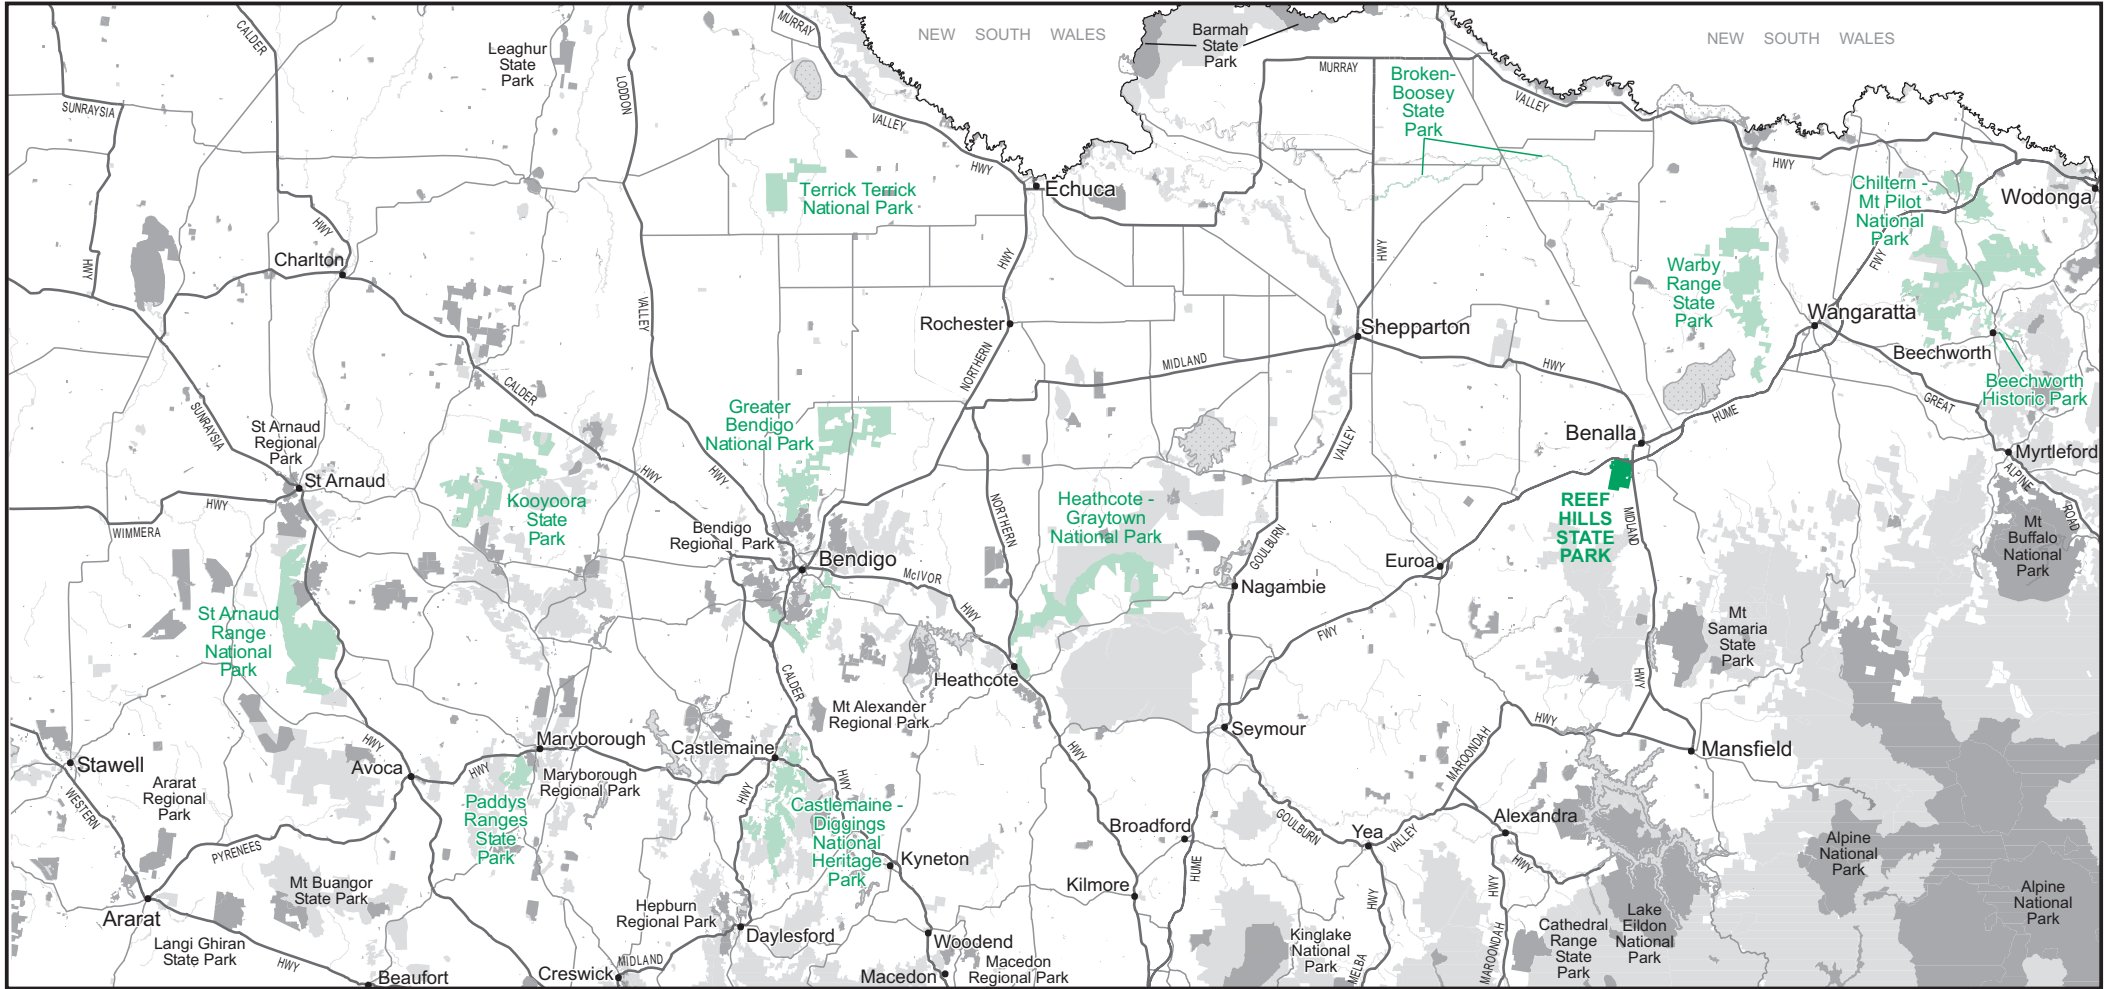 NEW SOUTH WALES
NEW SOUTH WALES
CALDER
Leaghur
State
Park
LODDON
MURRAY
VALLEY
HWY
Barmah
State
Park
MURRAY
VALLEY
HWY
Broken-
Boosey
State
Park
SUNRAYSIA
HWY
Terrick Terrick
National Park
Echuca
Chiltern -
Mt Pilot
National
Park
Wodonga
HWY
Charlton
HWY
HWY
FWY
Warby
Range
State
Park
VALLEY
Rochester
Shepparton
Wangaratta
Beechworth
Beechworth
Historic Park
NORTHERN
MIDLAND
HWY
CALDER
SUNRAYSIA
HUME
GREAT
St Arnaud
Regional
Park
Greater
Bendigo
National Park
VALLEY
Benalla
Myrtleford
ALPINE
ROAD
St Arnaud
HWY
HWY
HWY
Kooyoora
State
Park
Heathcote -
Graytown
National Park
NORTHERN
REEF
HILLS
STATE
PARK
MIDLAND
Mt
Buffalo
National
Park
WIMMERA
Bendigo
Regional Park
Bendigo
McIVOR
HWY
GOULBURN
Euroa
Nagambie
St Arnaud
Range
National
Park
FWY
Mt
Samaria
State
Park
HWY
Heathcote
CALDER
Mt Alexander
Regional Park
Seymour
HWY
Mansfield
HWY
Maryborough
Castlemaine
HWY
MAROONDAH
Stawell
Avoca
HWY
Maryborough
Regional Park
HWY
HWY
WESTERN
Ararat
Regional
Park
Paddys
Ranges
State
Park
Castlemaine -
Diggings
National
Heritage
Park
Broadford
GOULBURN
Yea
VALLEY
Alexandra
HWY
Alpine
National
Park
PYRENEES
Kyneton
HUME
Kilmore
HWY
HWY
Mt Buangor
State Park
Alpine
National
Park
Ararat
Hepburn
Regional Park
Daylesford
Woodend
Kinglake
National
Park
Cathedral
Range
State
Park
Lake
Eildon
National
Park
Langi Ghiran
State Park
HWY
Beaufort
Creswick
MIDLAND
Macedon
Macedon
Regional Park
MELBA
MAROONDAH